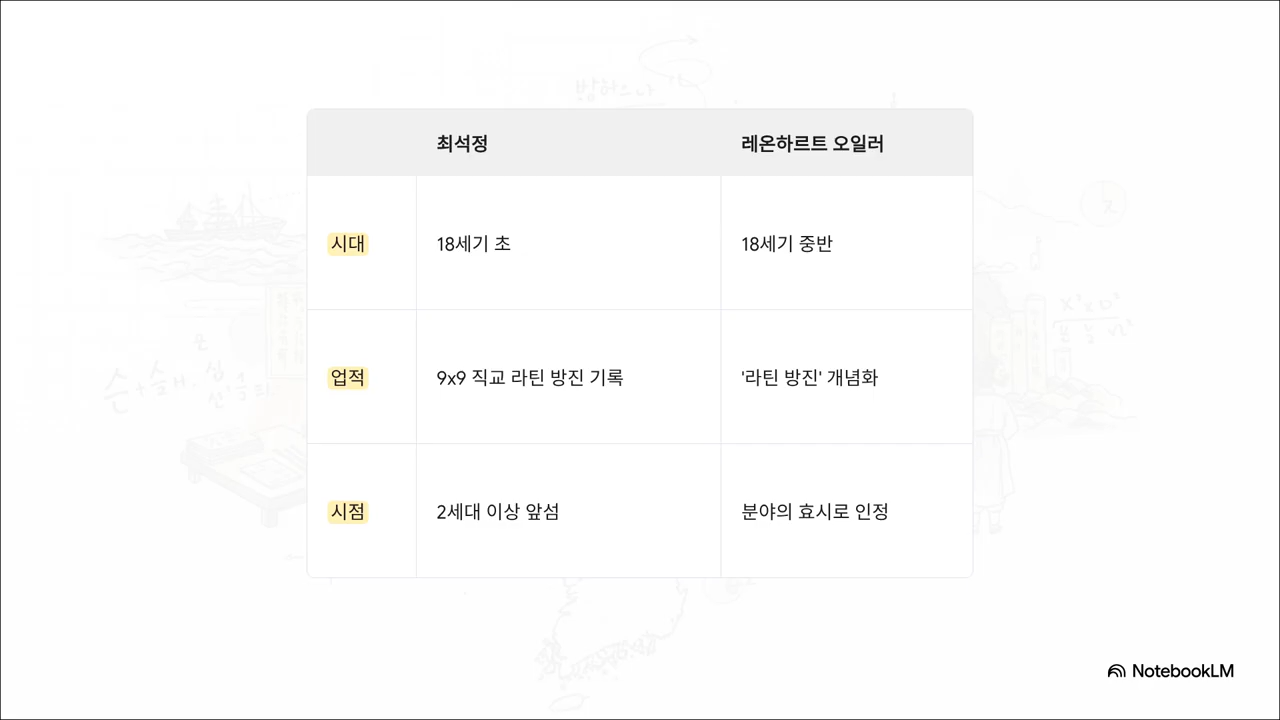 최석정 레온하르트 오일러
시대 18세기 초 18세기 중반
업적 9x9 직교 라틴 방진 기록 '라틴 방진' 개념화
시점 2세대 이상 앞섬 분야의 효시로 인정
NotebookLM